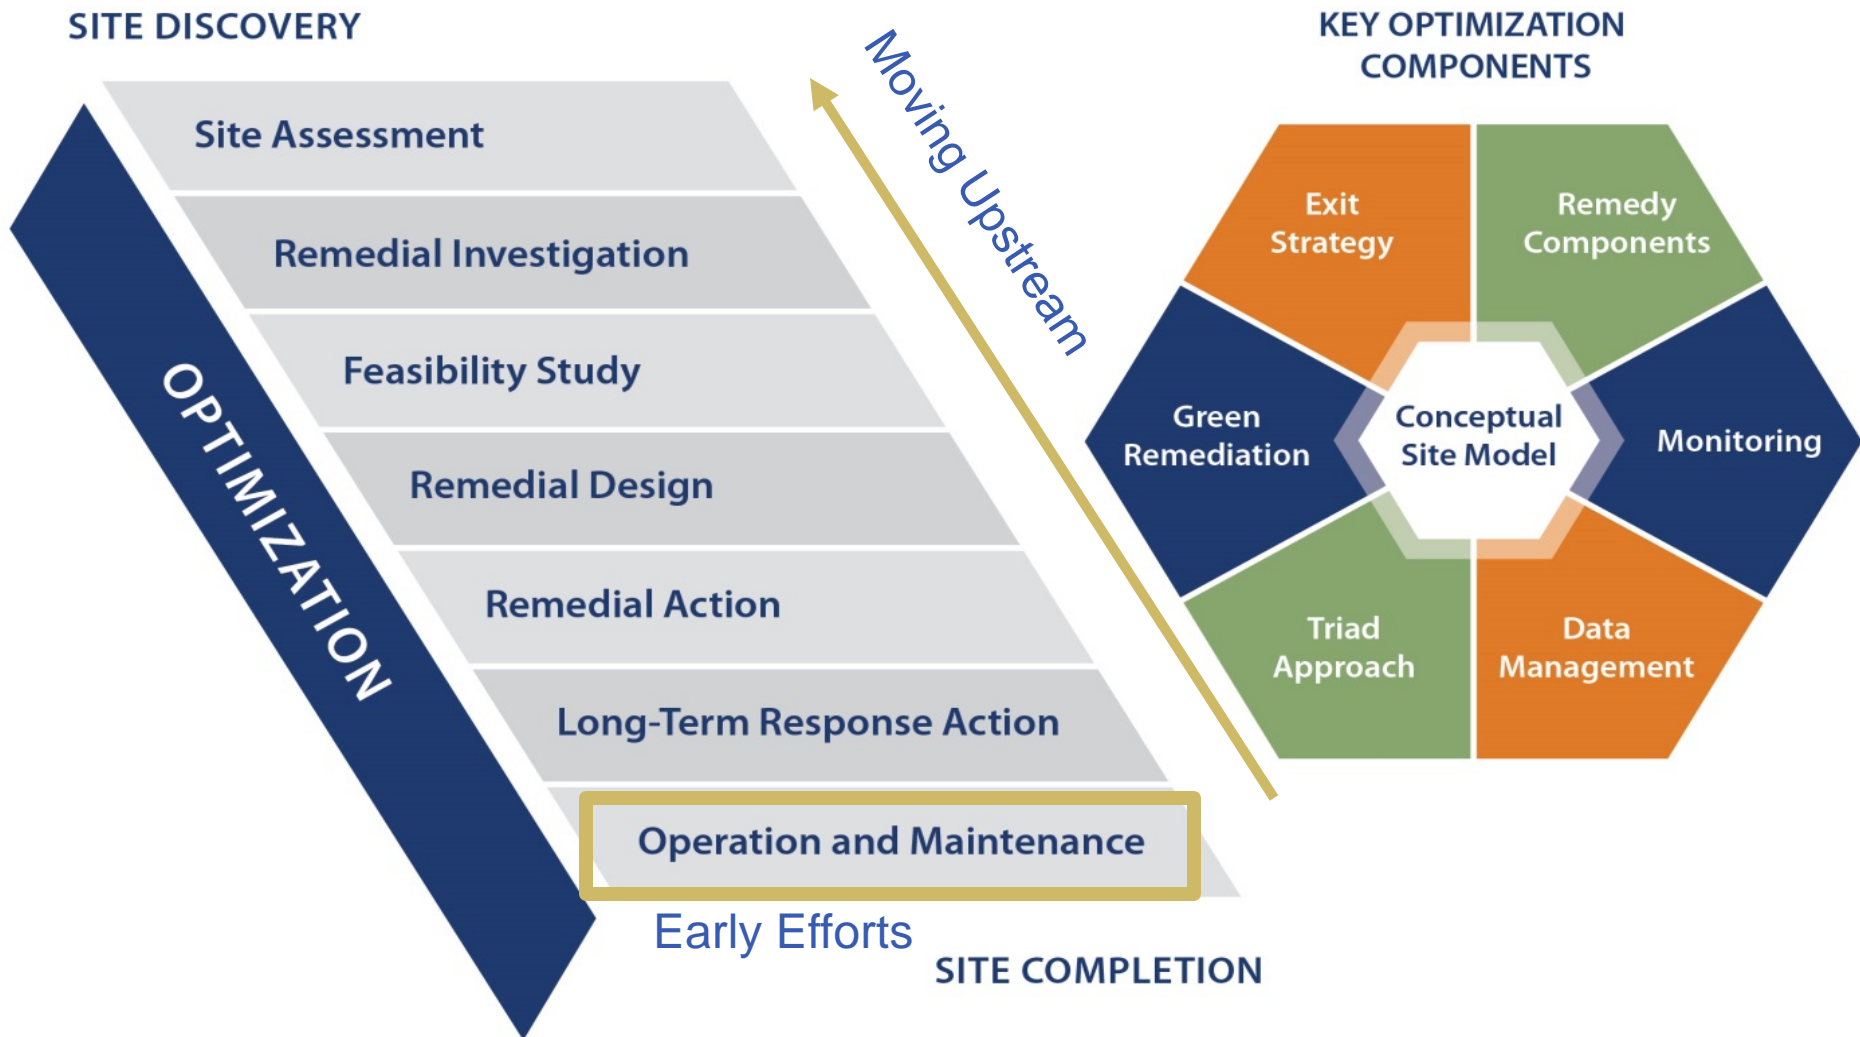 SITE DISCOVERY
Site Assessment
Remedial Investigation
Feasibility Study
Remedial Design
Remedial Action
Long-Term Response Action
Operation and Maintenance
Early Efforts
SITE COMPLETION
OPTIMIZATION
Moving Upstream
KEY OPTIMIZATION
COMPONENTS
Exit
Strategy
Remedy
Components
Green
Remediation
Conceptual
Site Model
Monitoring
Triad
Approach
Data
Management